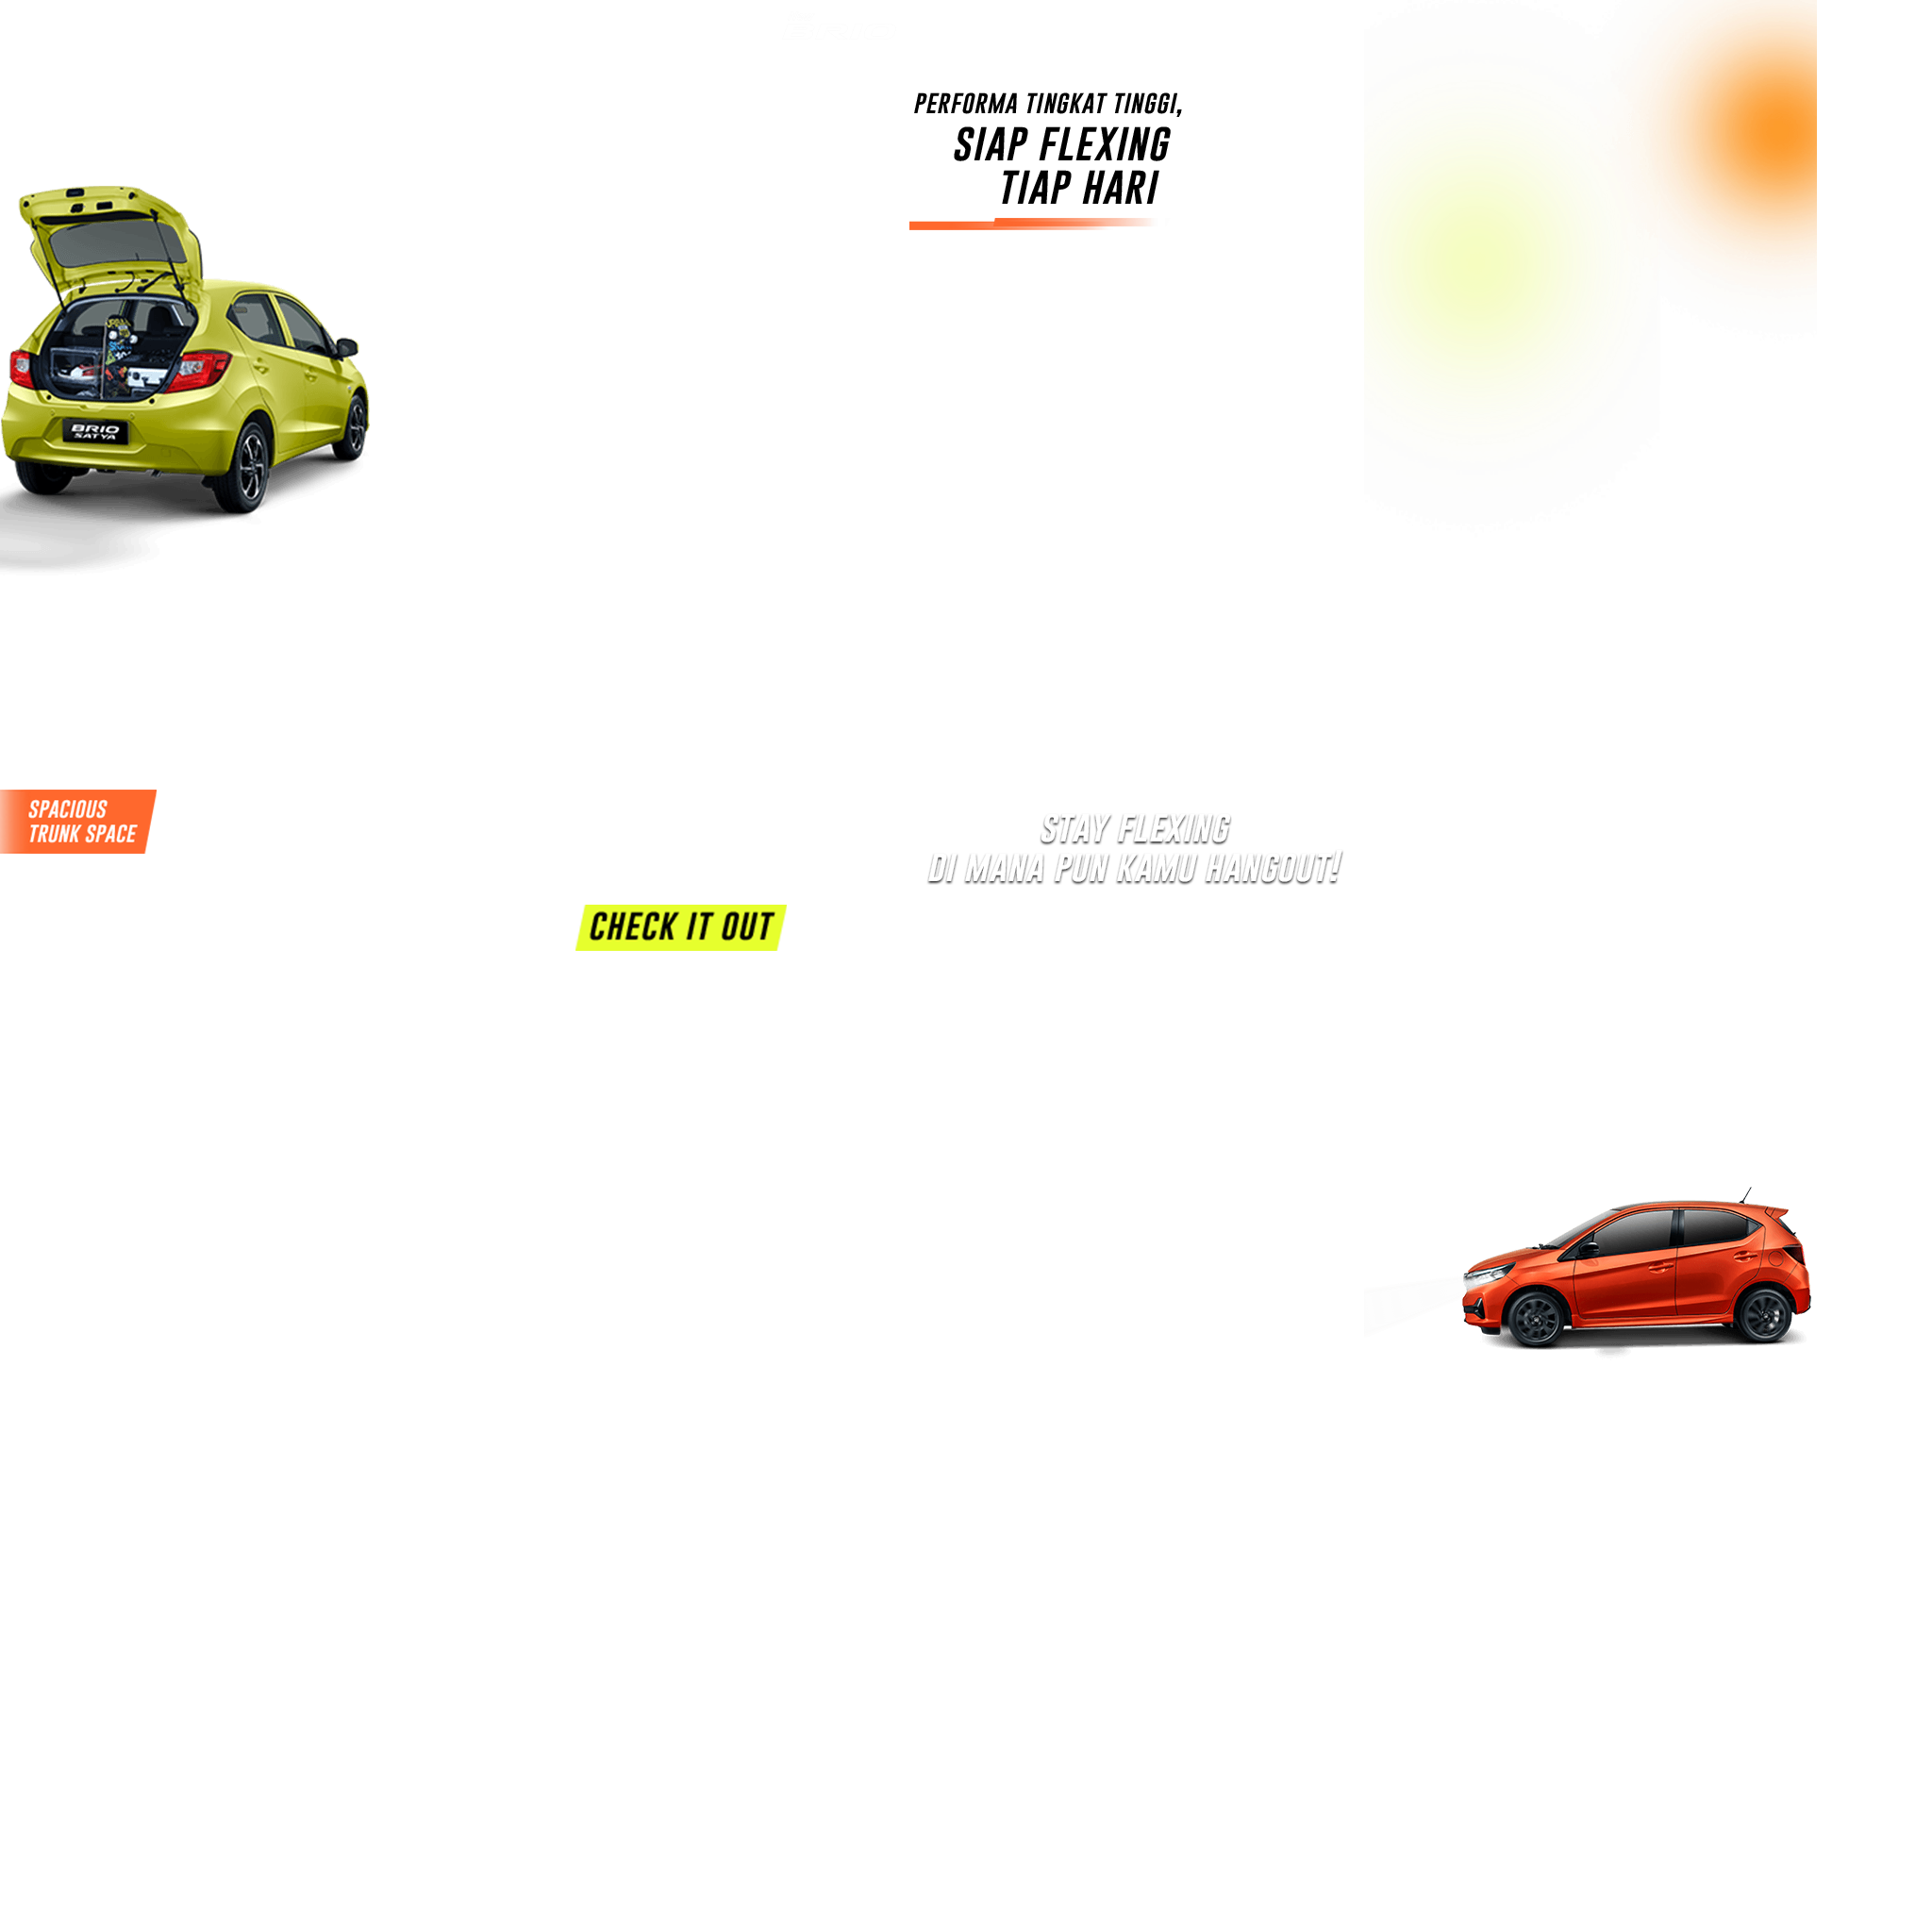 PERFORMA TINGKAT TINGGI,
SIAP FLEXING
TIAP HARI
BRIO
SATYA
SPACIOUS
TRUNK SPACE
STAY FLEXING
DI MANA PUN KAMU HANGOUT!
CHECK IT OUT